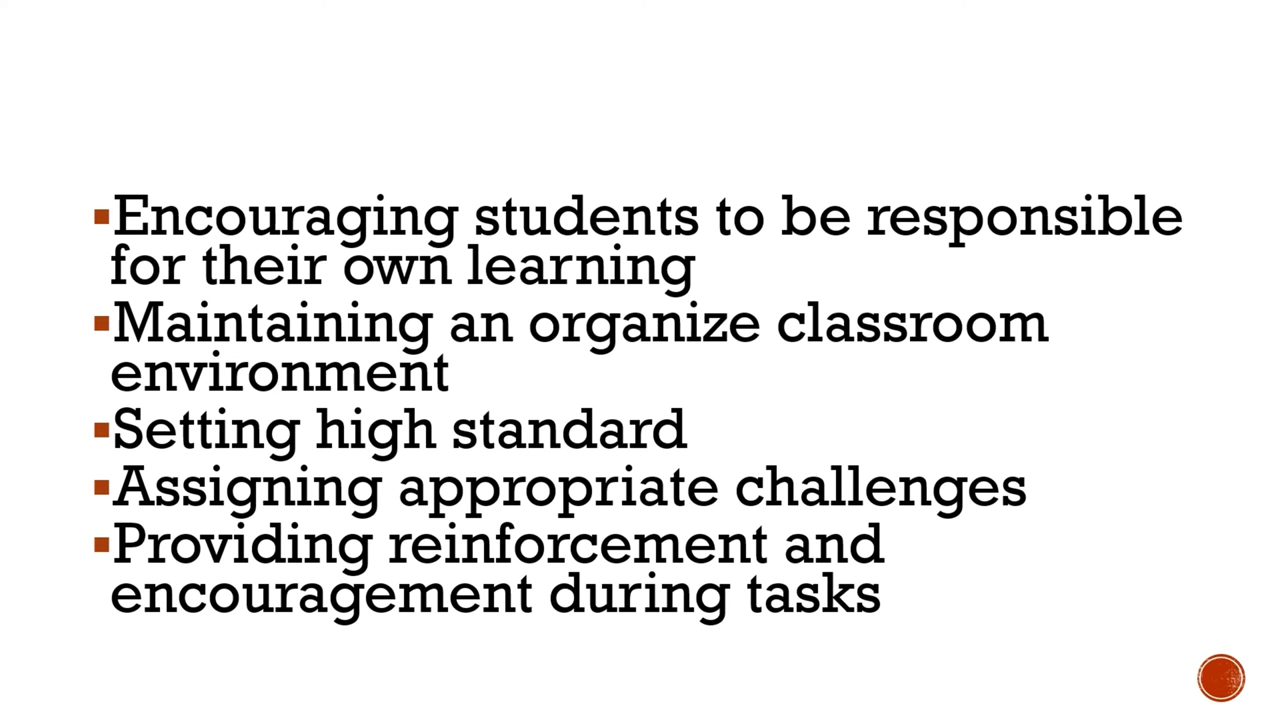 ▪Encouraging students to be responsible
for their own learning
▪Maintaining an organize classroom
environment
▪Setting high standard
▪Assigning appropriate challenges
▪Providing reinforcement and
encouragement during tasks